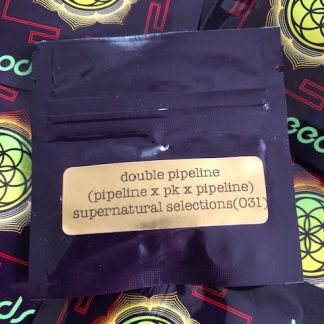 double pipeline
(pipeline x pk x pipeline)
supernatural selections(031)